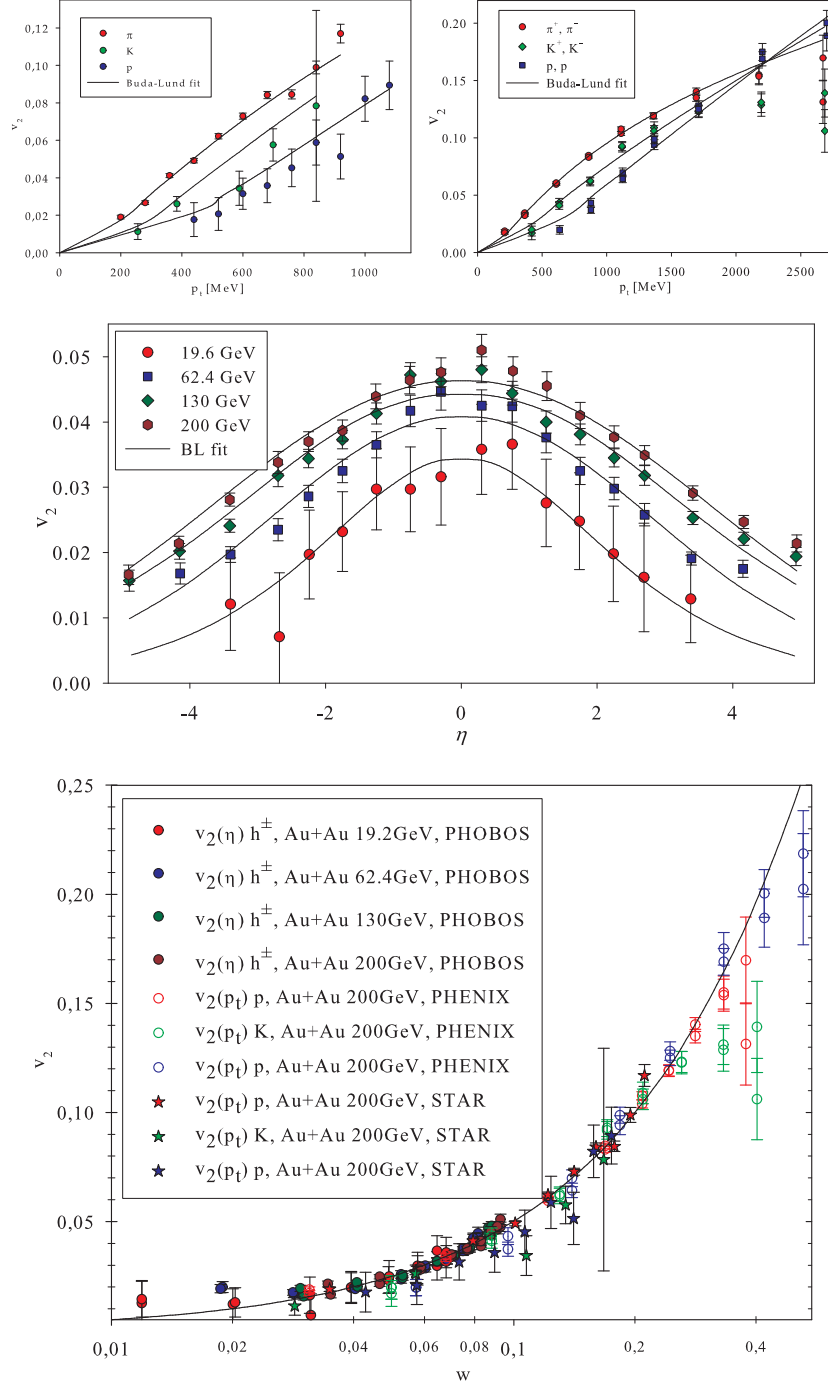 0,12
0,10
0,08
0,06
0,04
0,02
0,00
v2
π
K
p
Buda-Lund fit
0 200 400 600 800 1000
pt [MeV]
0.20
0.15
0.10
0.05
0.00
v2
π+, π−
K+, K−
p, p
Buda-Lund fit
0 500 1000 1500 2000 2500
pt [MeV]
0.05
0.04
0.03
0.02
0.01
0.00
v2
19.6 GeV
62.4 GeV
130 GeV
200 GeV
BL fit
-4 -2 0 2 4
η
0,25
0,20
0,15
0,10
0,05
v2
v2(η) h±, Au+Au 19.2GeV, PHOBOS
v2(η) h±, Au+Au 62.4GeV, PHOBOS
v2(η) h±, Au+Au 130GeV, PHOBOS
v2(η) h±, Au+Au 200GeV, PHOBOS
v2(pt) p, Au+Au 200GeV, PHENIX
v2(pt) K, Au+Au 200GeV, PHENIX
v2(pt) p, Au+Au 200GeV, PHENIX
v2(pt) p, Au+Au 200GeV, STAR
v2(pt) K, Au+Au 200GeV, STAR
v2(pt) p, Au+Au 200GeV, STAR
0,01 0,02 0,04 0,06 0,08 0,1 0,2 0,4
w